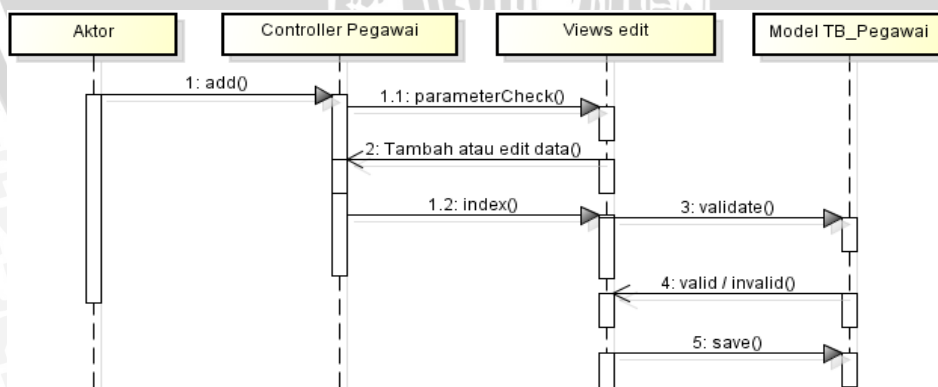 Aktor
Controller Pegawai
Views edit
Model TB_Pegawai
1: add()
1.1: parameterCheck()
2: Tambah atau edit data()
1.2: index()
3: validate()
4: valid / invalid()
5: save()